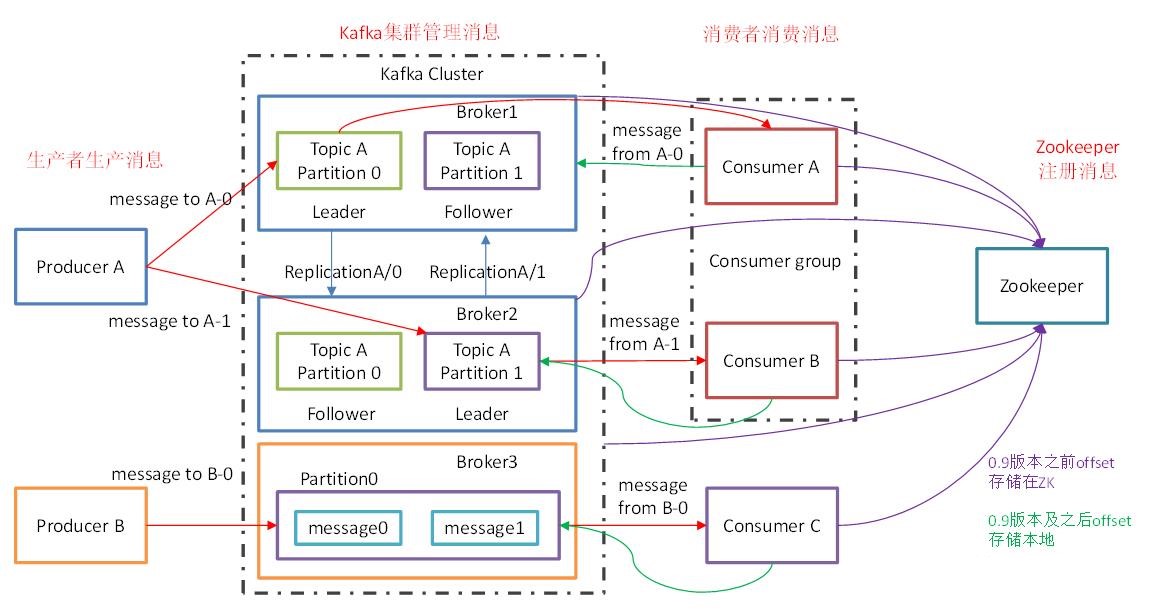 Kafka集群管理消息
消费者消费消息
Kafka Cluster
Broker1
Topic A
Partition 0
Topic A
Partition 1
Leader
Follower
生产者生产消息
message to A-0
Producer A
message to A-1
ReplicationA/0
ReplicationA/1
Broker2
Topic A
Partition 0
Topic A
Partition 1
Follower
Leader
message
from A-0
Consumer A
Consumer group
message
from A-1
Consumer B
Zookeeper
注册消息
Zookeeper
message to B-0
Producer B
Broker3
Partition0
message0
message1
message
from B-0
Consumer C
0.9版本之前offset
存储在ZK
0.9版本及之后offset
存储本地